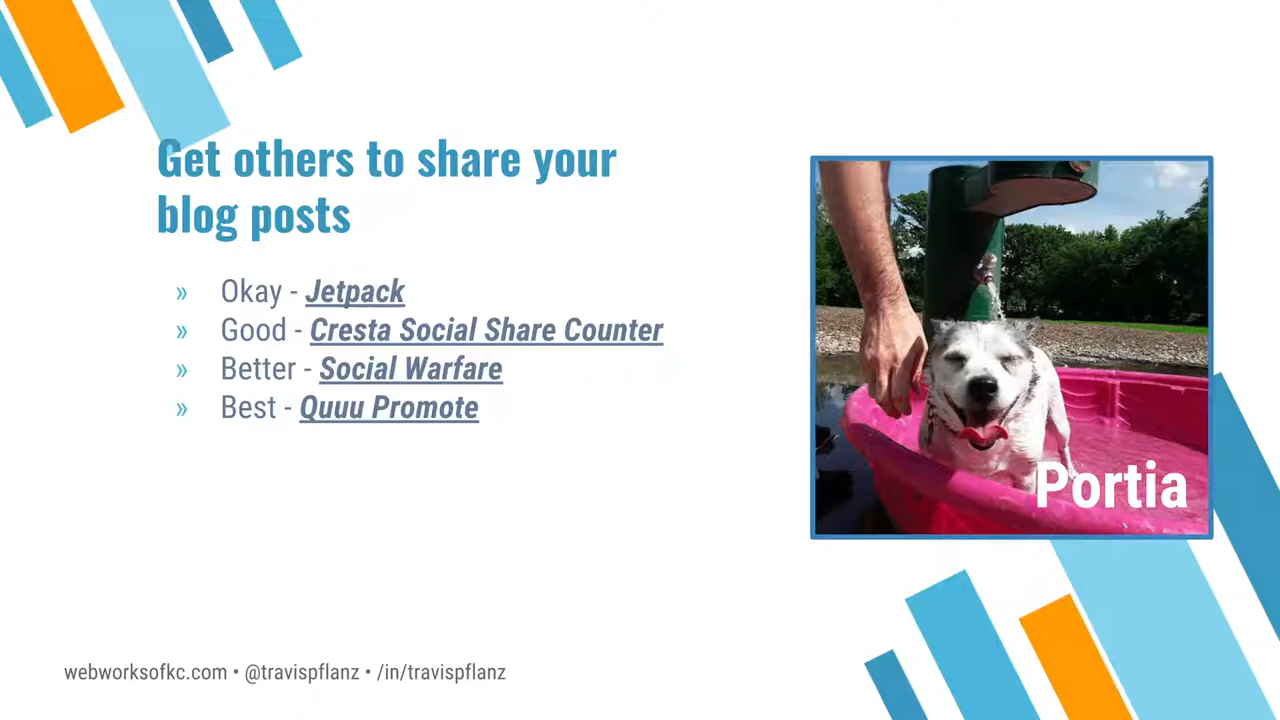 Get others to share your
blog posts
» Okay - Jetpack
» Good - Cresta Social Share Counter
» Better - Social Warfare
» Best - Quuu Promote
Portia
webworksofkc.com • @travispflanz • /in/travispflanz